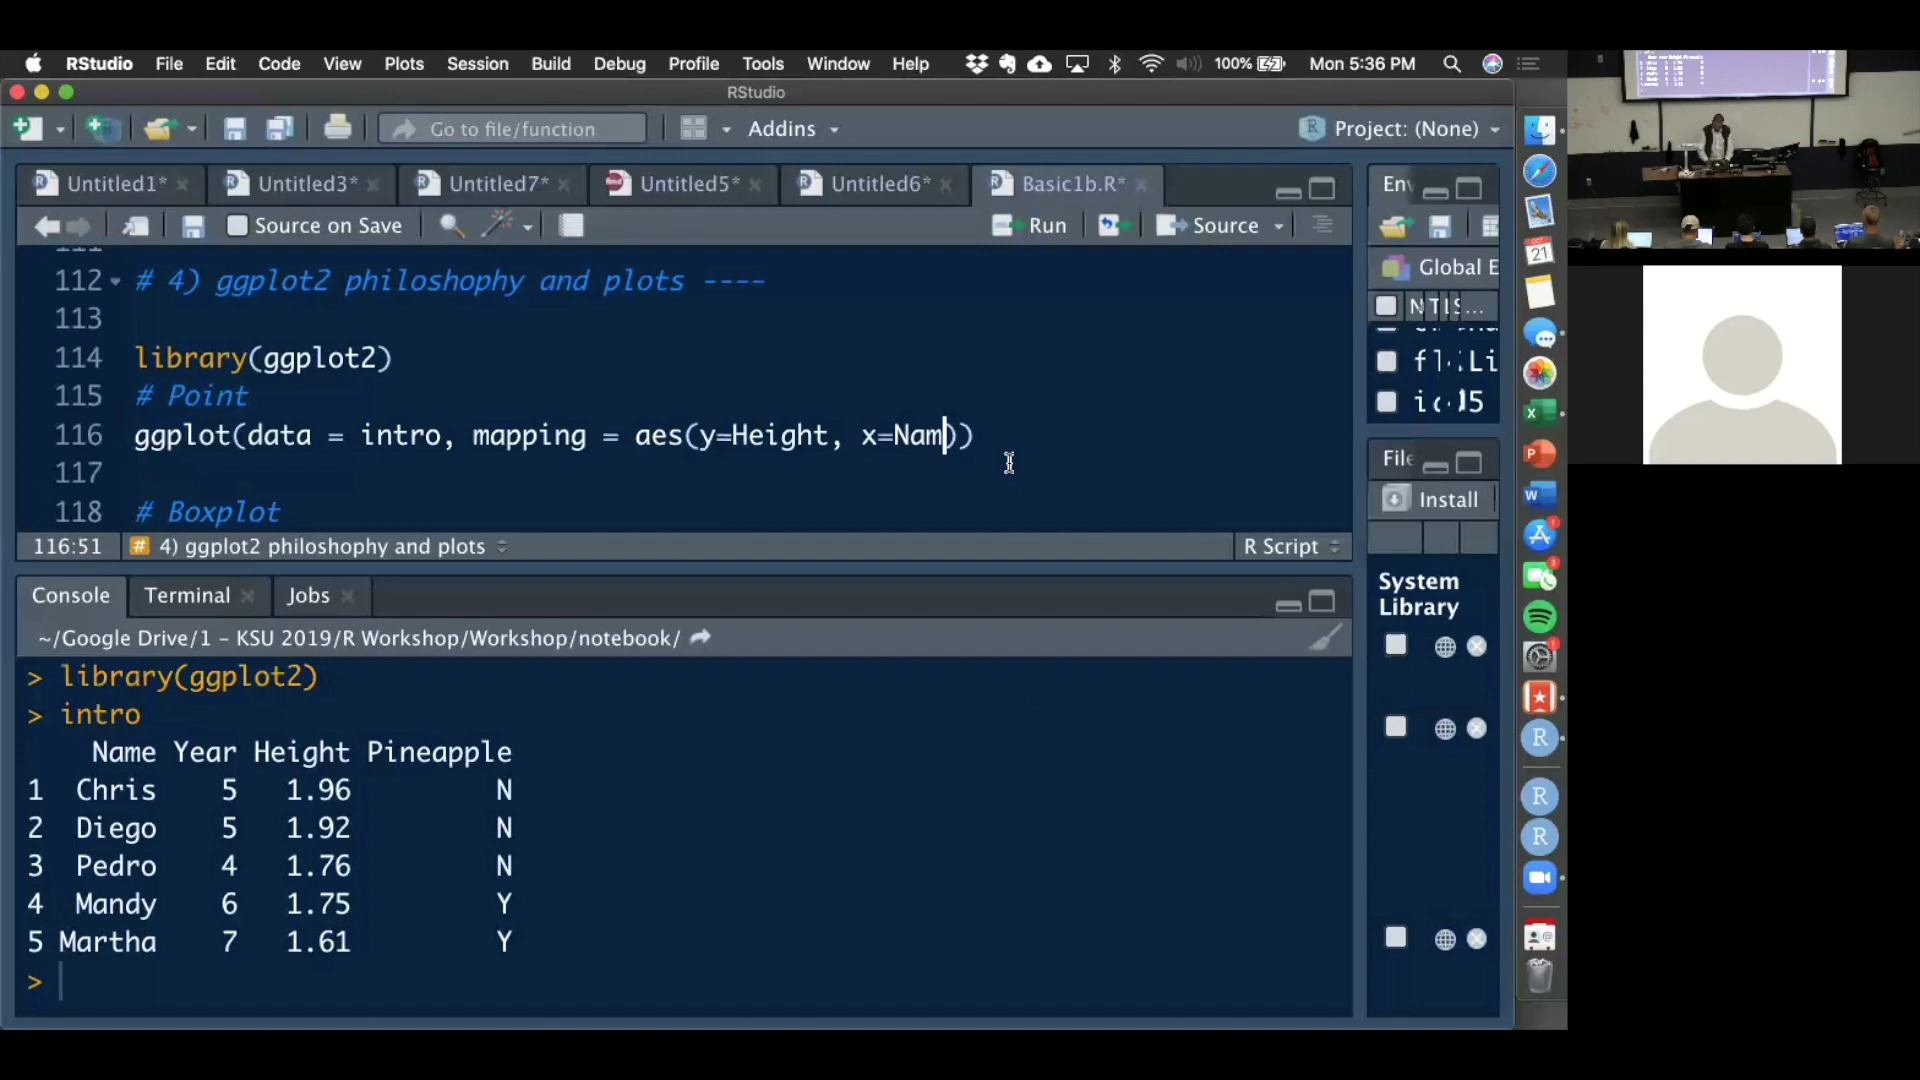 RStudio File Edit Code View Plots Session Build Debug Profile Tools Window Help 100% Mon 5:36 PM
RStudio
Go to file/function Addins Project: (None)
Untitled1* Untitled3* Untitled7* Untitled5* Untitled6* Basic1b.R*
Source on Save Run Source
112 # 4) ggplot2 philoshophy and plots ----
113
114 library(ggplot2)
115 # Point
116 ggplot(data = intro, mapping = aes(y=Height, x=Nam))
117
118 # Boxplot
116:51 # 4) ggplot2 philoshophy and plots R Script
Console Terminal Jobs
~/Google Drive/1 - KSU 2019/R Workshop/Workshop/notebook/
> library(ggplot2)
> intro
Name Year Height Pineapple
1 Chris 5 1.96 N
2 Diego 5 1.92 N
3 Pedro 4 1.76 N
4 Mandy 6 1.75 Y
5 Martha 7 1.61 Y
>
Global E
Install
System
Library
OCT
21